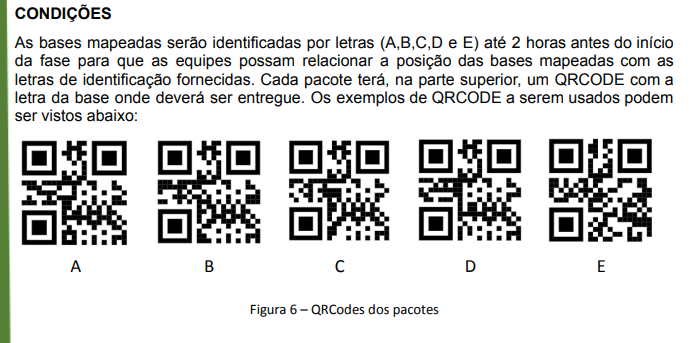 CONDIÇÕES
As bases mapeadas serão identificadas por letras (A,B,C,D e E) até 2 horas antes do início
da fase para que as equipes possam relacionar a posição das bases mapeadas com as
letras de identificação fornecidas. Cada pacote terá, na parte superior, um QRCODE com a
letra da base onde deverá ser entregue. Os exemplos de QRCODE a serem usados podem
ser vistos abaixo:
A B C D E
Figura 6 – QRCodes dos pacotes